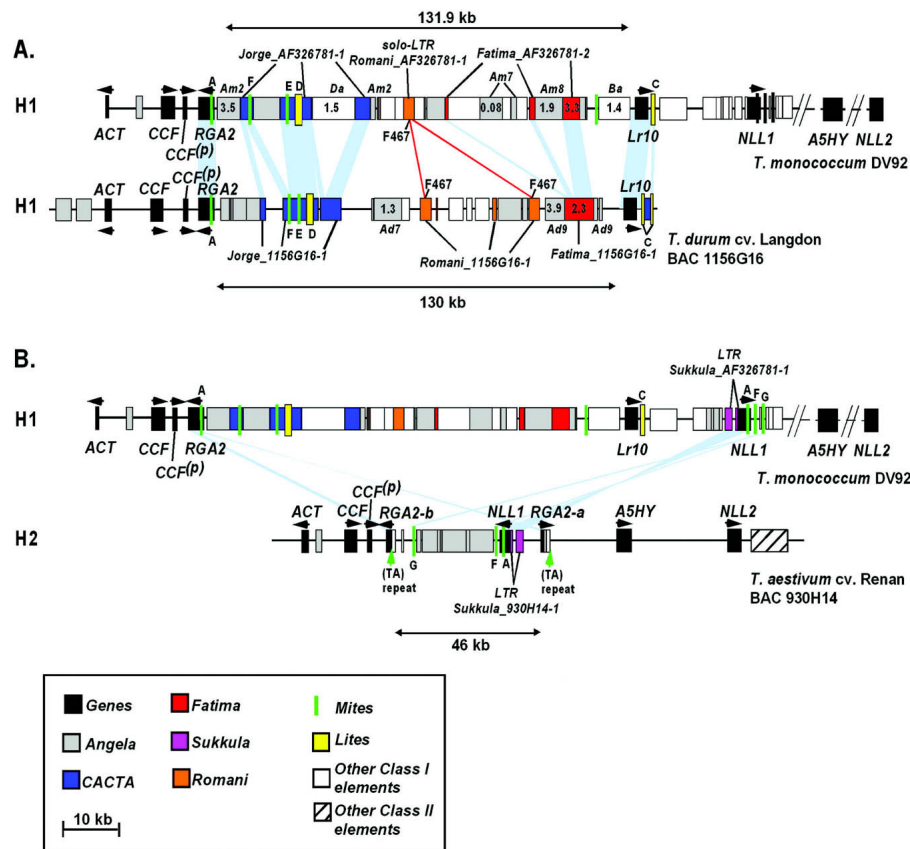 A.
131.9 kb
Jorge_AF326781-1
solo-LTR
Romani_AF326781-1
Fatima_AF326781-2
A Am2 F E D Da Am2 Am7 Am8 Ba C
H1
3.5 1.5 0.08 1.9 3.3 1.4
ACT CCF CCF(p) RGA2 F467 Lr10 NLL1 A5HY NLL2
T. monococcum DV92
CCF(p)
ACT CCF RGA2 F467 F467 Lr10
H1
1.3 3.9 2.3
A F E D Ad7 Ad9 Ad9 C
Jorge_1156G16-1 Romani_1156G16-1 Fatima_1156G16-1
T. durum cv. Langdon
BAC 1156G16
130 kb
B.
LTR
Sukkula_AF326781-1
A C A F G
H1
ACT CCF CCF(p) RGA2 Lr10 NLL1 A5HY NLL2
T. monococcum DV92
CCF(p)
ACT CCF RGA2-b NLL1 RGA2-a A5HY NLL2
H2
G F A
(TA)
repeat
LTR
Sukkula_930H14-1
(TA)
repeat
T. aestivum cv. Renan
BAC 930H14
46 kb
Genes Fatima Mites
Angela Sukkula Lites
CACTA Romani Other Class I
elements
Other Class II
elements
10 kb